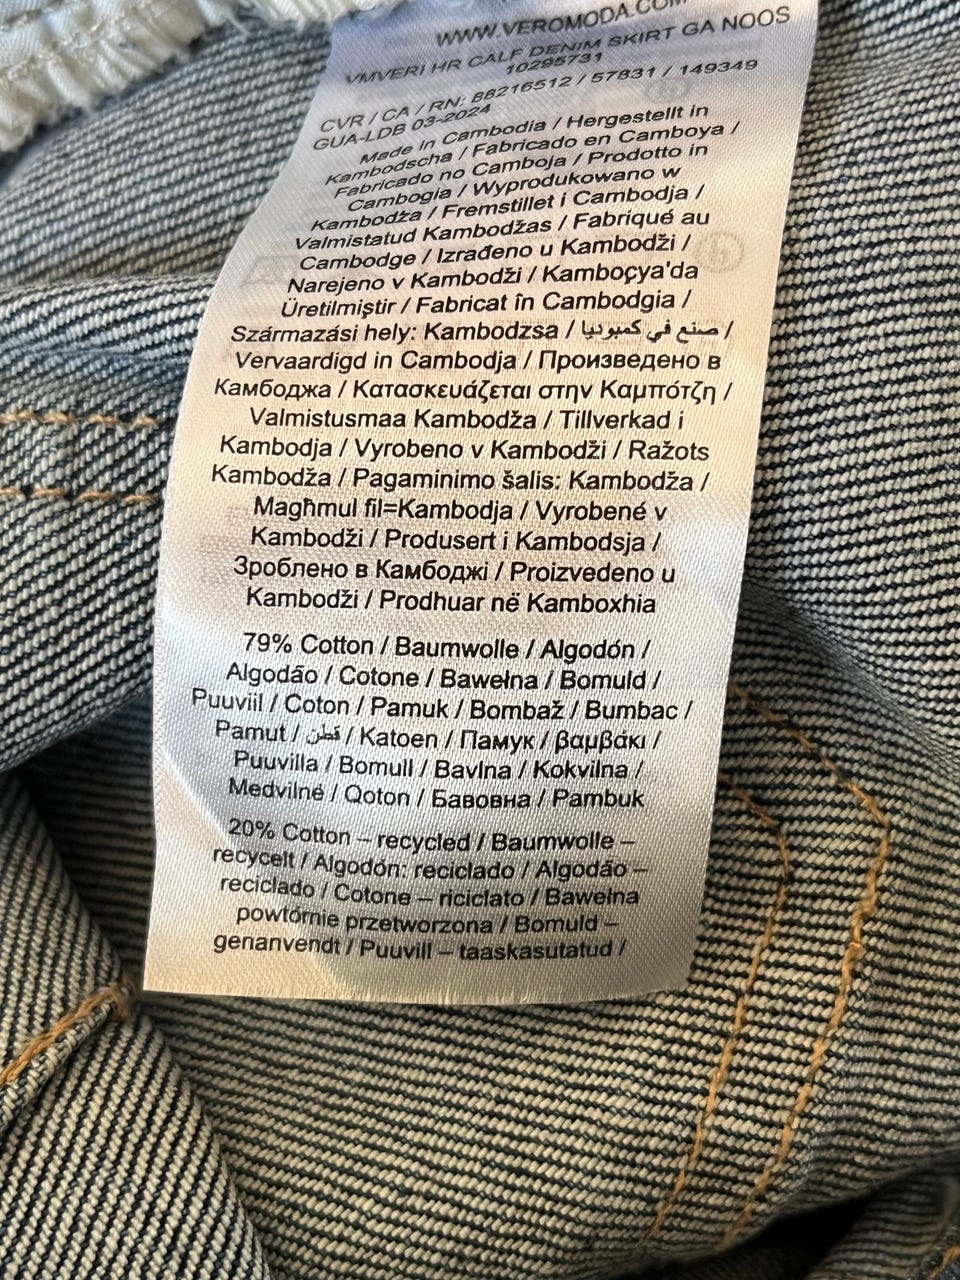 WWW.VEROMODA.COM
VMVERI HR CALF DENIM SKIRT GA NOOS
10295731
CVR / CA / RN: 88216512 / 57831 / 149349
GUA-LDB 03-2024
Made in Cambodia / Hergestellt in
Kambodscha / Fabricado en Camboya /
Fabricado no Camboja / Prodotto in
Cambogia / Wyprodukowano w
Kambodża / Fremstillet i Cambodja /
Valmistatud Kambodžas / Fabriqué au
Cambodge / Izrađeno u Kambodži /
Narejeno v Kambodži / Kamboçya'da
Üretilmiştir / Fabricat în Cambodgia /
Származási hely: Kambodzsa / صنع في كمبوديا /
Vervaardigd in Cambodja / Произведено в
Камбоджа / Κατασκευάζεται στην Καμπότζη /
Valmistusmaa Kambodža / Tillverkad i
Kambodja / Vyrobeno v Kambodži / Ražots
Kambodža / Pagaminimo šalis: Kambodža /
Magħmul fil=Kambodja / Vyrobené v
Kambodži / Produsert i Kambodsja /
Зроблено в Камбоджі / Proizvedeno u
Kambodži / Prodhuar në Kamboxhia
79% Cotton / Baumwolle / Algodón /
Algodão / Cotone / Bawełna / Bomuld /
Puuviil / Coton / Pamuk / Bombaž / Bumbac /
Pamut / قطن / Katoen / Памук / βαμβάκι /
Puuvilla / Bomull / Bavlna / Kokvilna /
Medvilné / Qoton / Бавовна / Pambuk
20% Cotton – recycled / Baumwolle –
recycelt / Algodón: reciclado / Algodão –
reciclado / Cotone – riciclato / Bawełna
powtórnie przetworzona / Bomuld –
genanvendt / Puuvill – taaskasutatud /